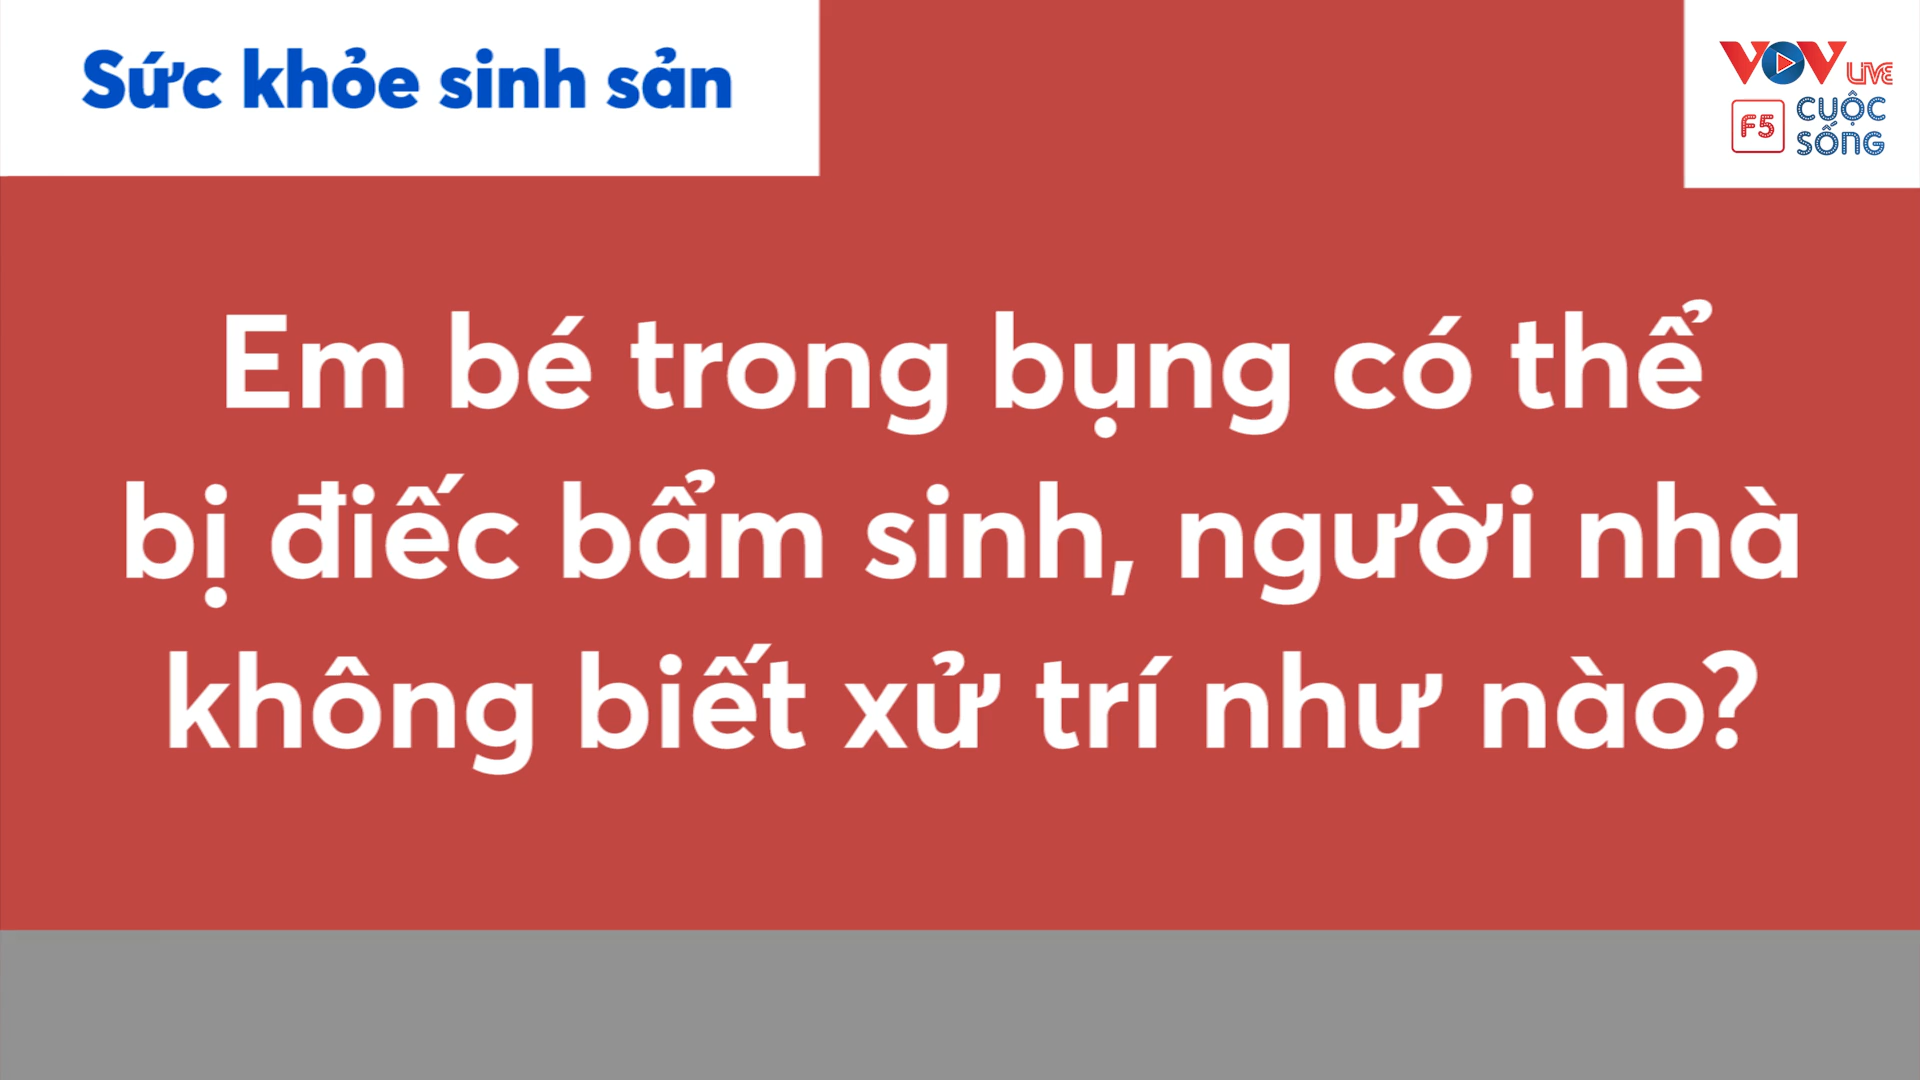 Sức khỏe sinh sản
VOV LIVE
F5 CUỘC
SỐNG
Em bé trong bụng có thể
bị điếc bẩm sinh, người nhà
không biết xử trí như nào?